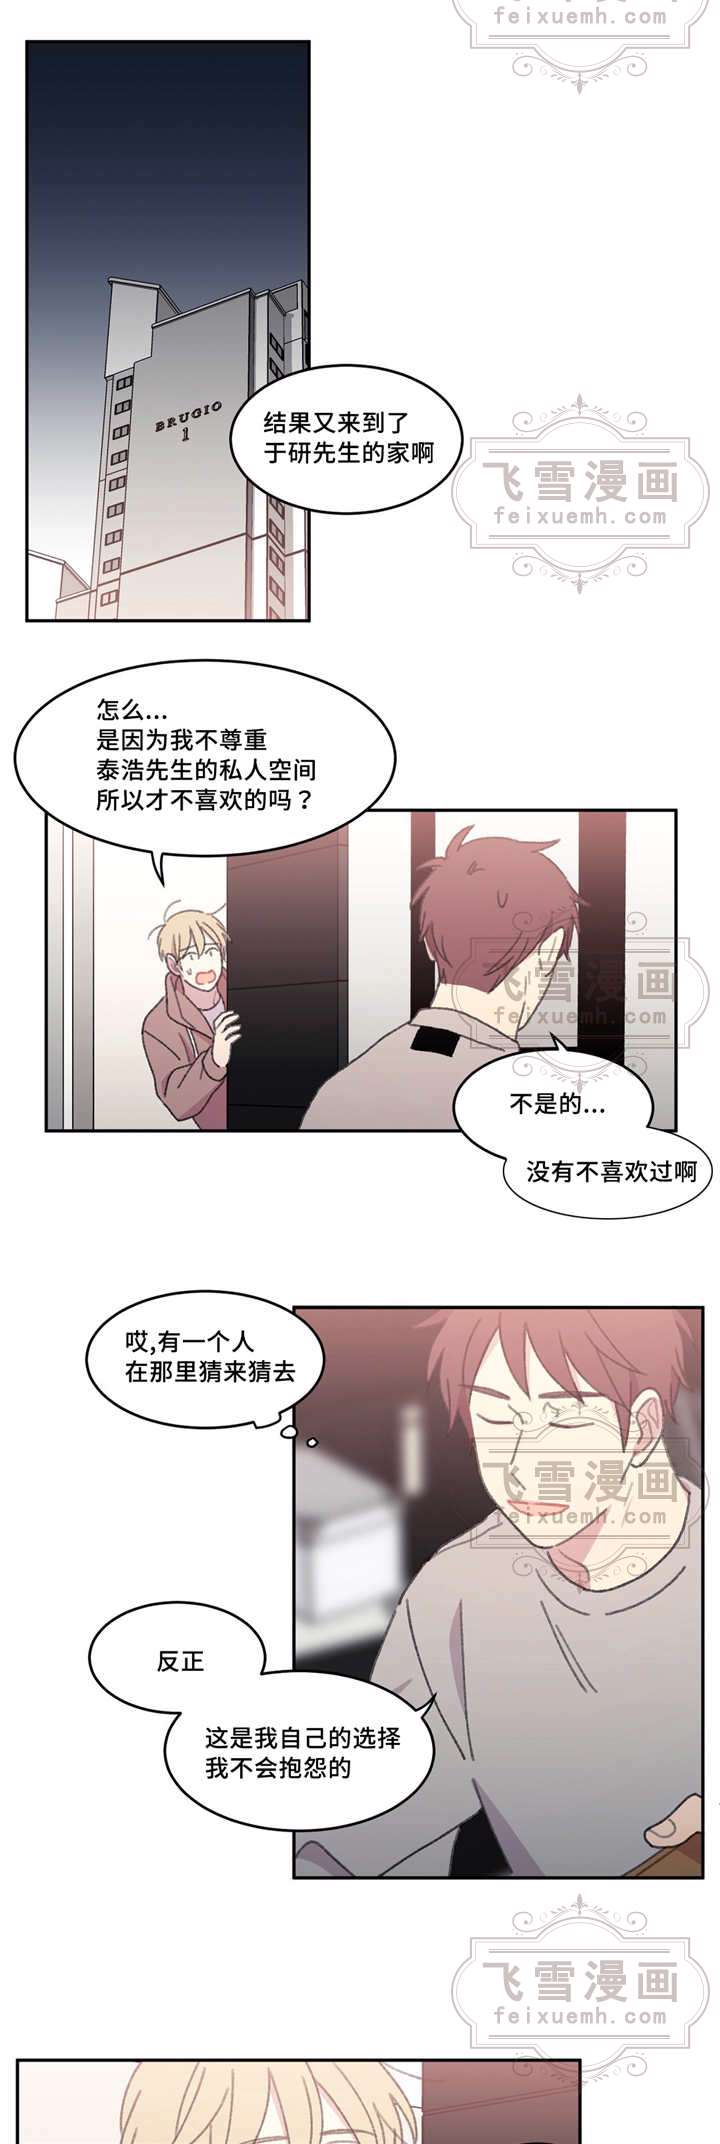 feixuemh.com
BRUGIO
1
结果又来到了
于研先生的家啊
飞雪漫画
feixuemh.com
怎么...
是因为我不尊重
泰浩先生的私人空间
所以才不喜欢的吗？
飞雪漫画
feixuemh.com
不是的...
没有不喜欢过啊
哎,有一个人
在那里猜来猜去
飞雪漫画
feixuemh.com
反正
这是我自己的选择
我不会抱怨的
飞雪漫画
feixuemh.com